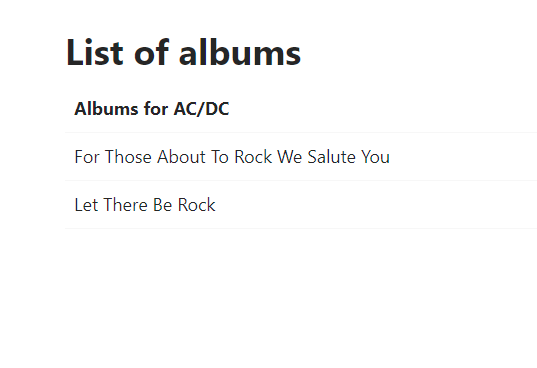 List of albums
Albums for AC/DC
For Those About To Rock We Salute You
Let There Be Rock